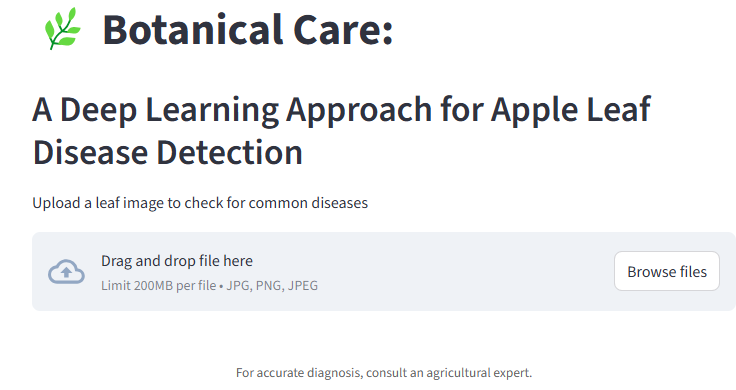 Botanical Care:
A Deep Learning Approach for Apple Leaf
Disease Detection
Upload a leaf image to check for common diseases
Drag and drop file here
Limit 200MB per file • JPG, PNG, JPEG
Browse files
For accurate diagnosis, consult an agricultural expert.